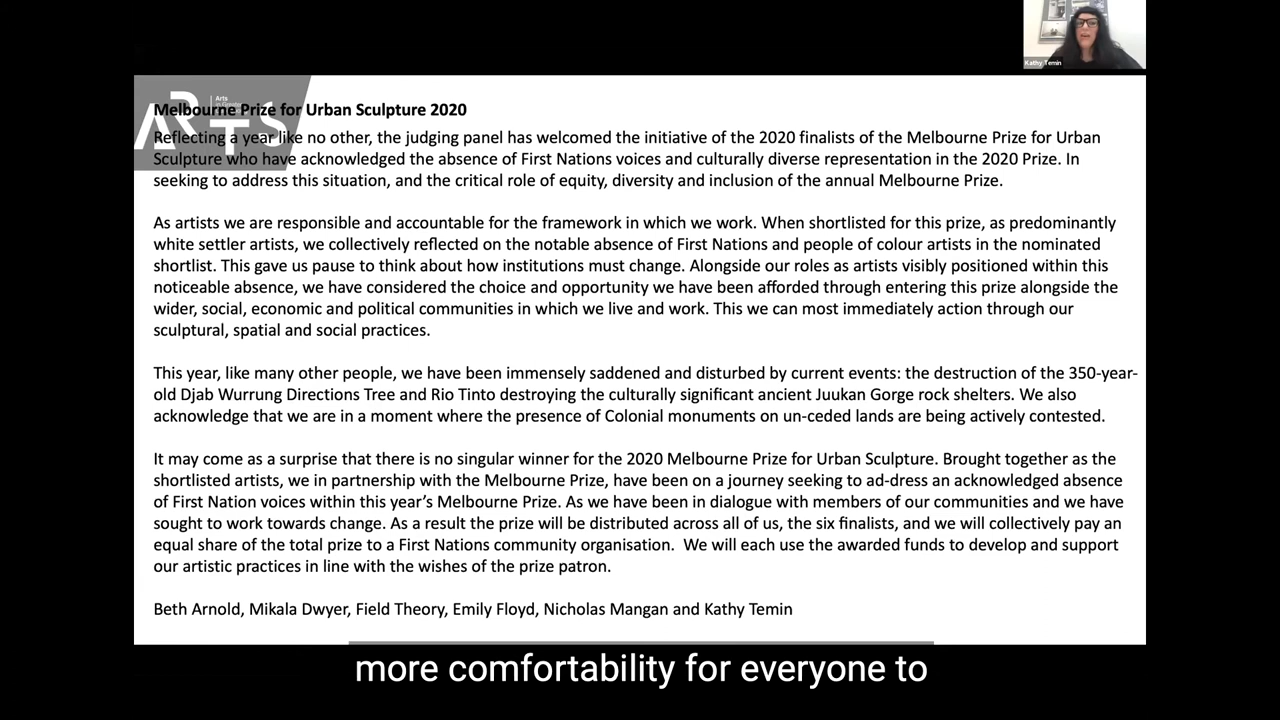 Kathy Temin
ARTS
Arts
Melbourne Prize for Urban Sculpture 2020
Reflecting a year like no other, the judging panel has welcomed the initiative of the 2020 finalists of the Melbourne Prize for Urban
Sculpture who have acknowledged the absence of First Nations voices and culturally diverse representation in the 2020 Prize. In
seeking to address this situation, and the critical role of equity, diversity and inclusion of the annual Melbourne Prize.
As artists we are responsible and accountable for the framework in which we work. When shortlisted for this prize, as predominantly
white settler artists, we collectively reflected on the notable absence of First Nations and people of colour artists in the nominated
shortlist. This gave us pause to think about how institutions must change. Alongside our roles as artists visibly positioned within this
noticeable absence, we have considered the choice and opportunity we have been afforded through entering this prize alongside the
wider, social, economic and political communities in which we live and work. This we can most immediately action through our
sculptural, spatial and social practices.
This year, like many other people, we have been immensely saddened and disturbed by current events: the destruction of the 350-year-
old Djab Wurrung Directions Tree and Rio Tinto destroying the culturally significant ancient Juukan Gorge rock shelters. We also
acknowledge that we are in a moment where the presence of Colonial monuments on un-ceded lands are being actively contested.
It may come as a surprise that there is no singular winner for the 2020 Melbourne Prize for Urban Sculpture. Brought together as the
shortlisted artists, we in partnership with the Melbourne Prize, have been on a journey seeking to ad-dress an acknowledged absence
of First Nation voices within this year’s Melbourne Prize. As we have been in dialogue with members of our communities and we have
sought to work towards change. As a result the prize will be distributed across all of us, the six finalists, and we will collectively pay an
equal share of the total prize to a First Nations community organisation.  We will each use the awarded funds to develop and support
our artistic practices in line with the wishes of the prize patron.
Beth Arnold, Mikala Dwyer, Field Theory, Emily Floyd, Nicholas Mangan and Kathy Temin
more comfortability for everyone to